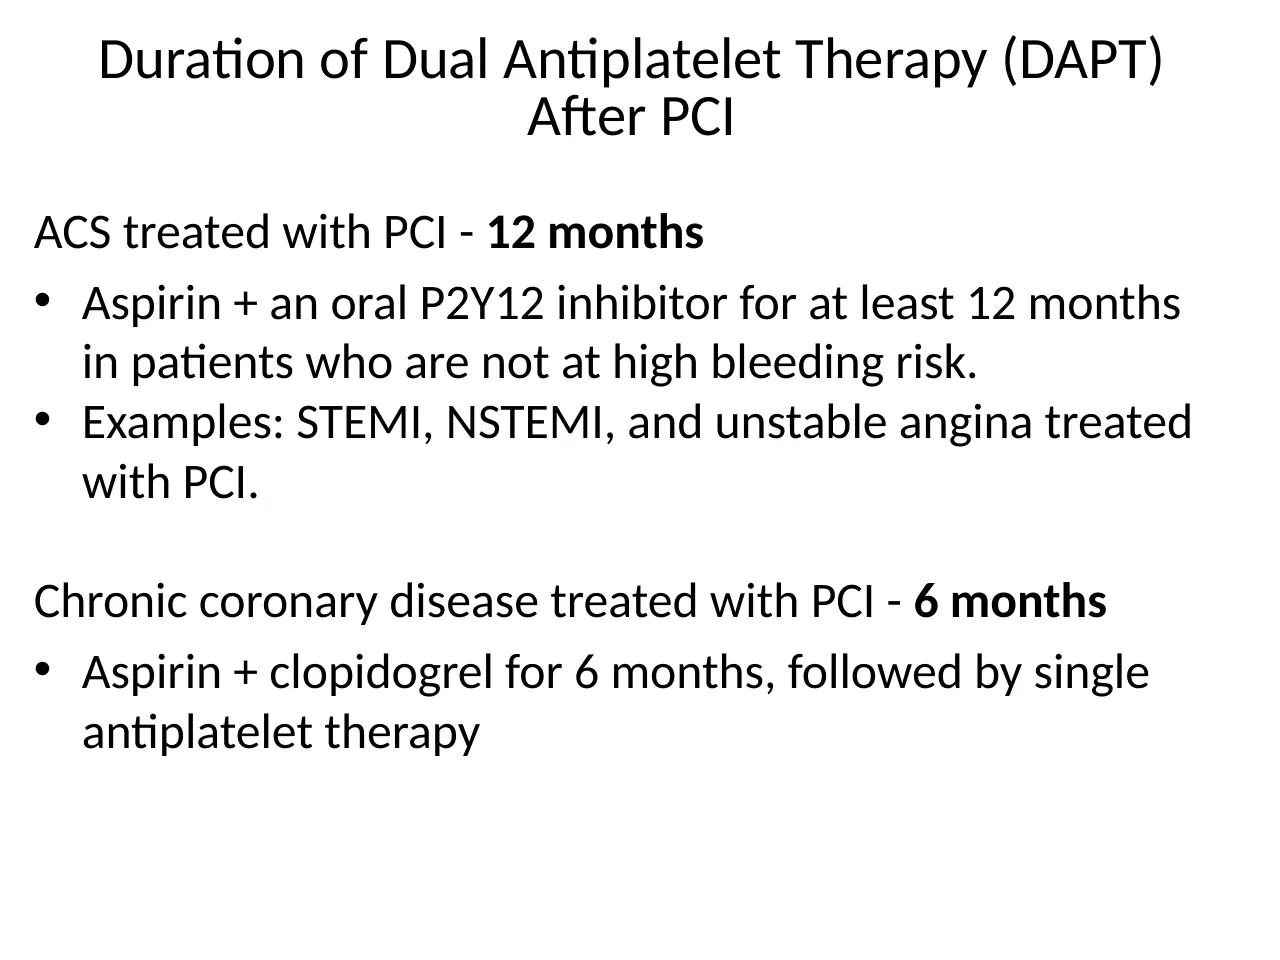 Duration of Dual Antiplatelet Therapy (DAPT)
After PCI
ACS treated with PCI - 12 months
• Aspirin + an oral P2Y12 inhibitor for at least 12 months
in patients who are not at high bleeding risk.
• Examples: STEMI, NSTEMI, and unstable angina treated
with PCI.
Chronic coronary disease treated with PCI - 6 months
• Aspirin + clopidogrel for 6 months, followed by single
antiplatelet therapy